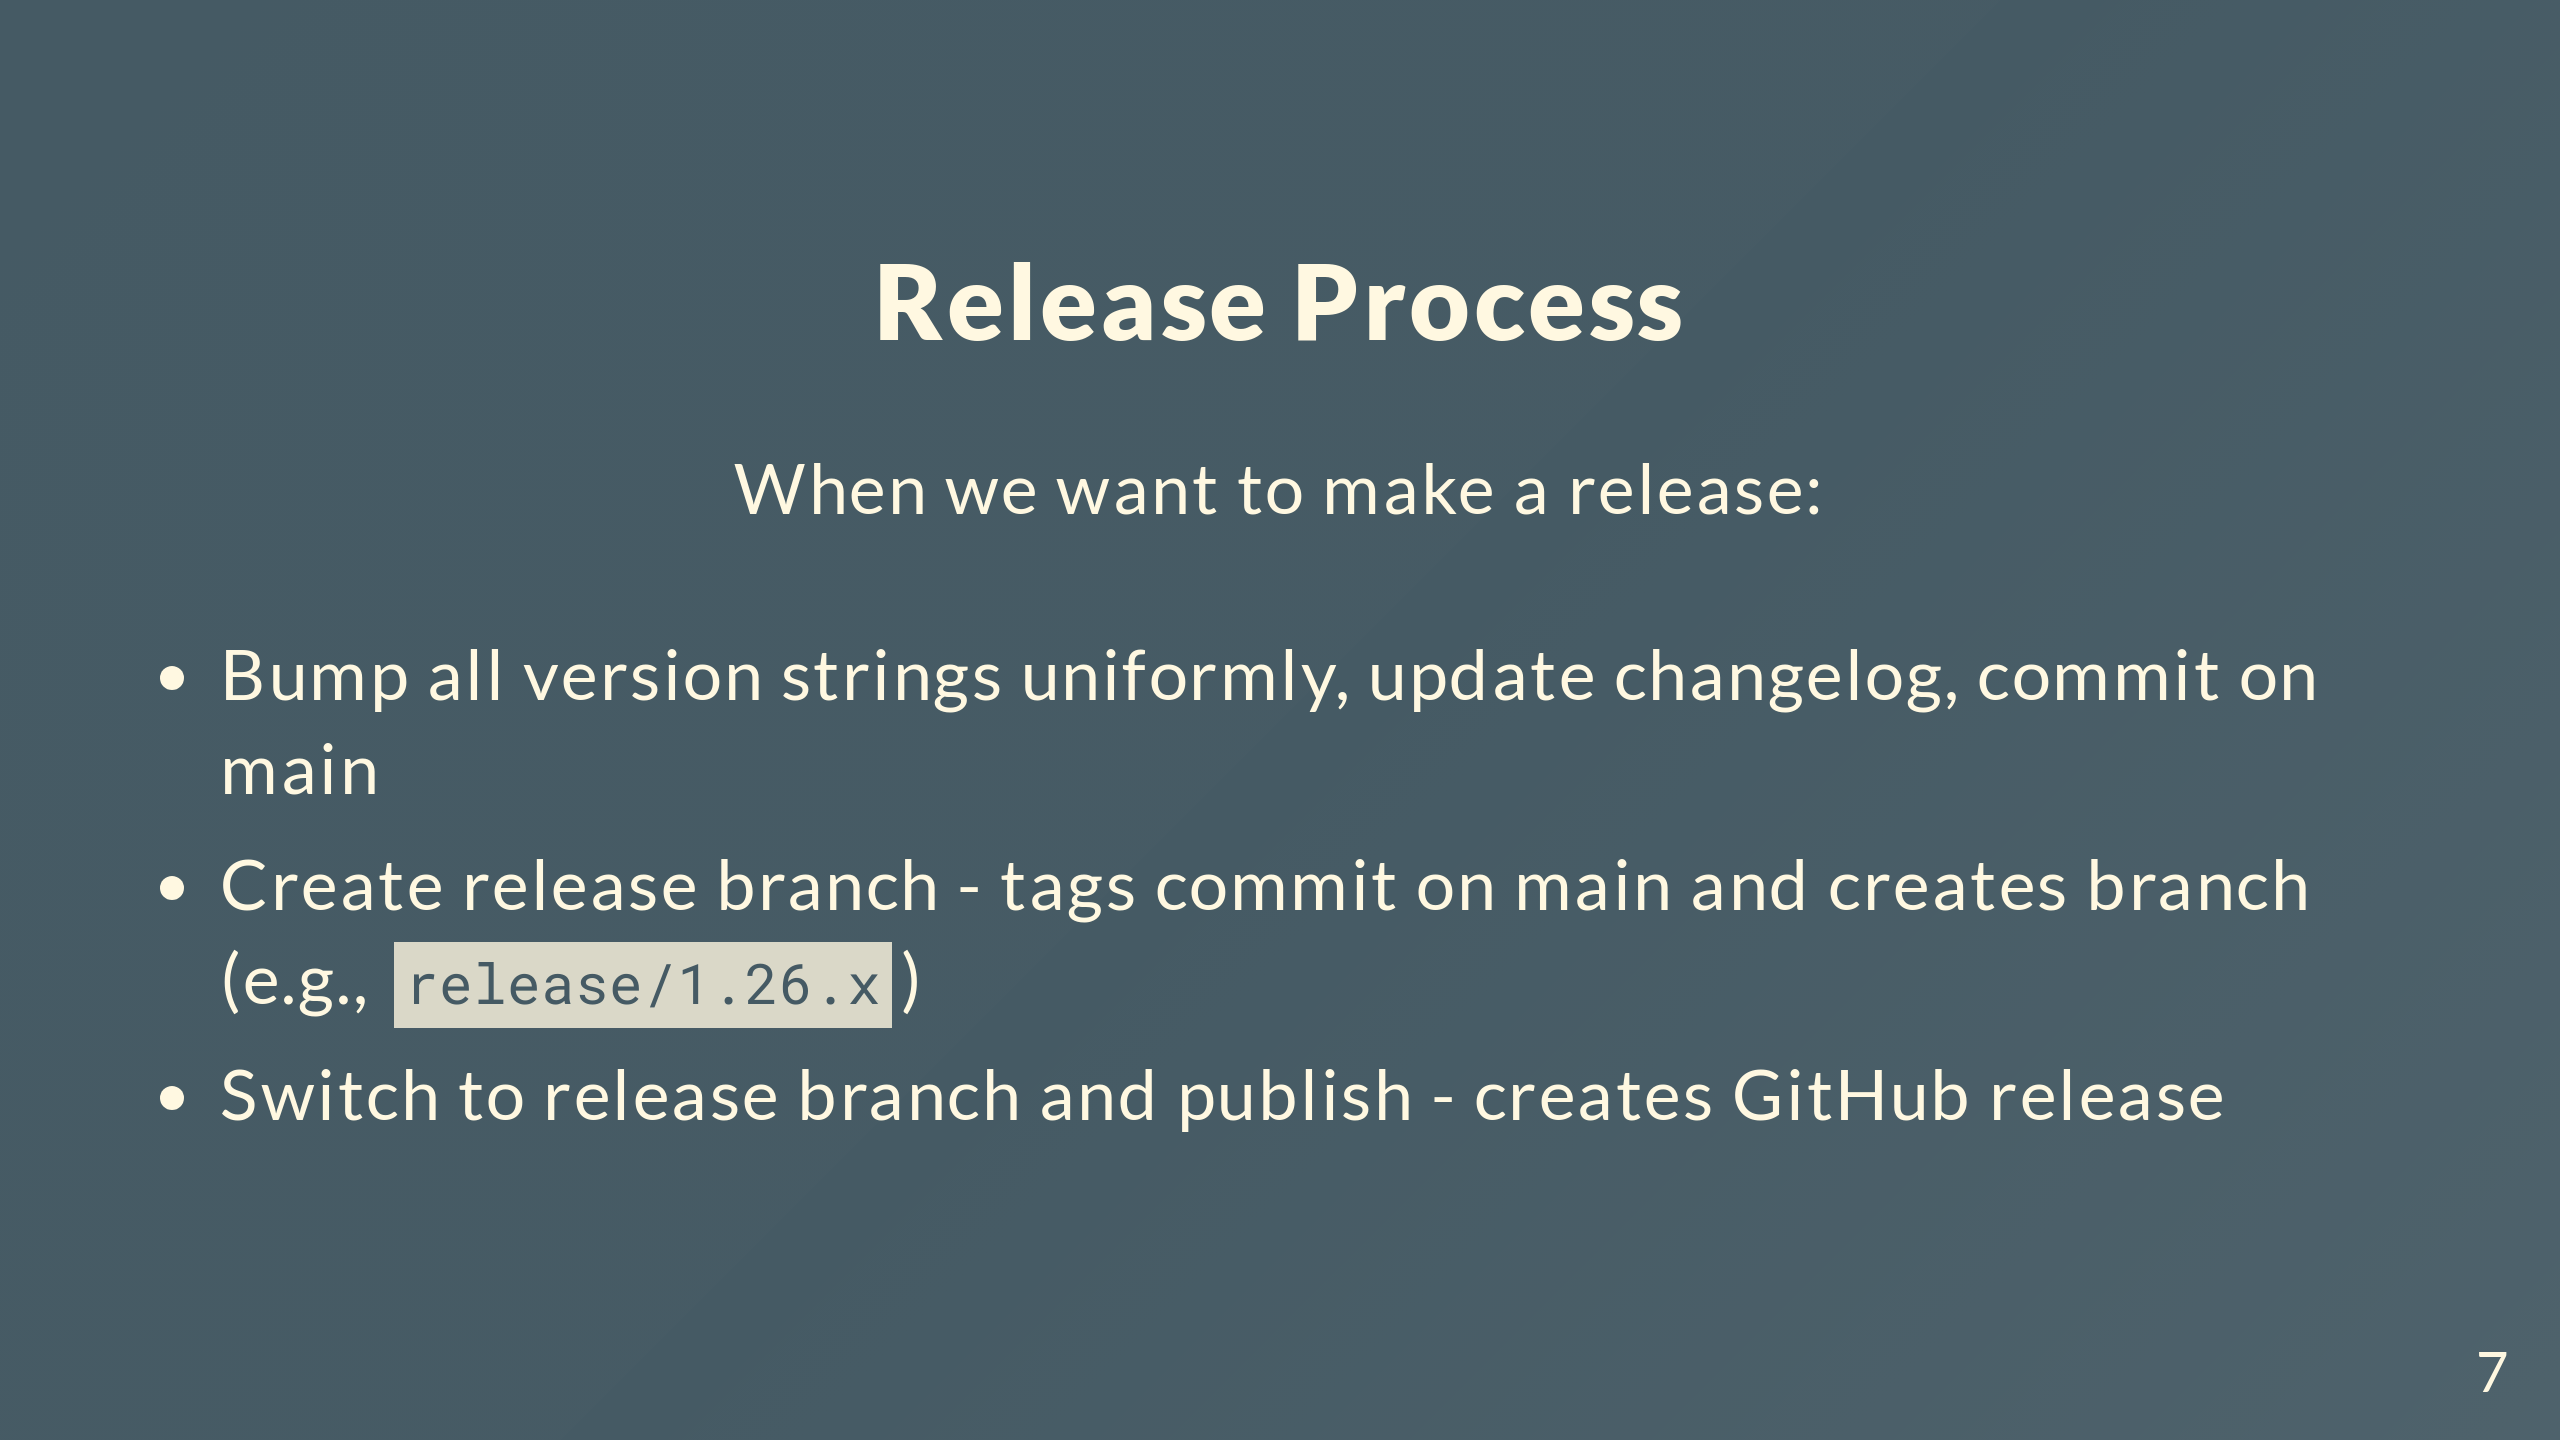 Release Process
When we want to make a release:
• Bump all version strings uniformly, update changelog, commit on
main
• Create release branch - tags commit on main and creates branch
(e.g., release/1.26.x)
• Switch to release branch and publish - creates GitHub release
7